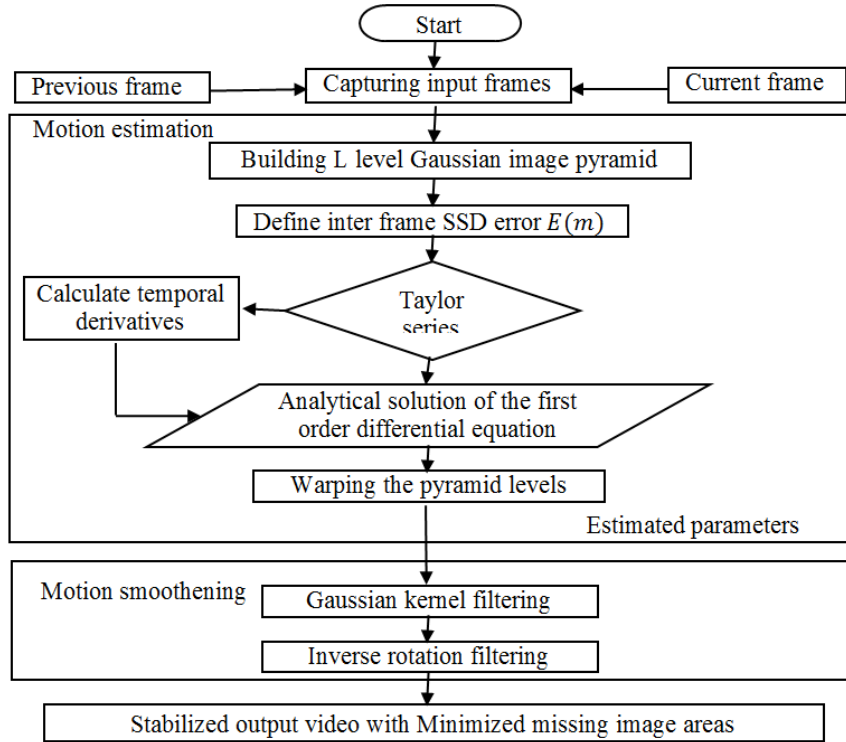 Start
Previous frame
Capturing input frames
Current frame
Motion estimation
Building L level Gaussian image pyramid
Define inter frame SSD error E(m)
Calculate temporal
derivatives
Taylor
series
Analytical solution of the first
order differential equation
Warping the pyramid levels
Estimated parameters
Motion smoothening
Gaussian kernel filtering
Inverse rotation filtering
Stabilized output video with Minimized missing image areas